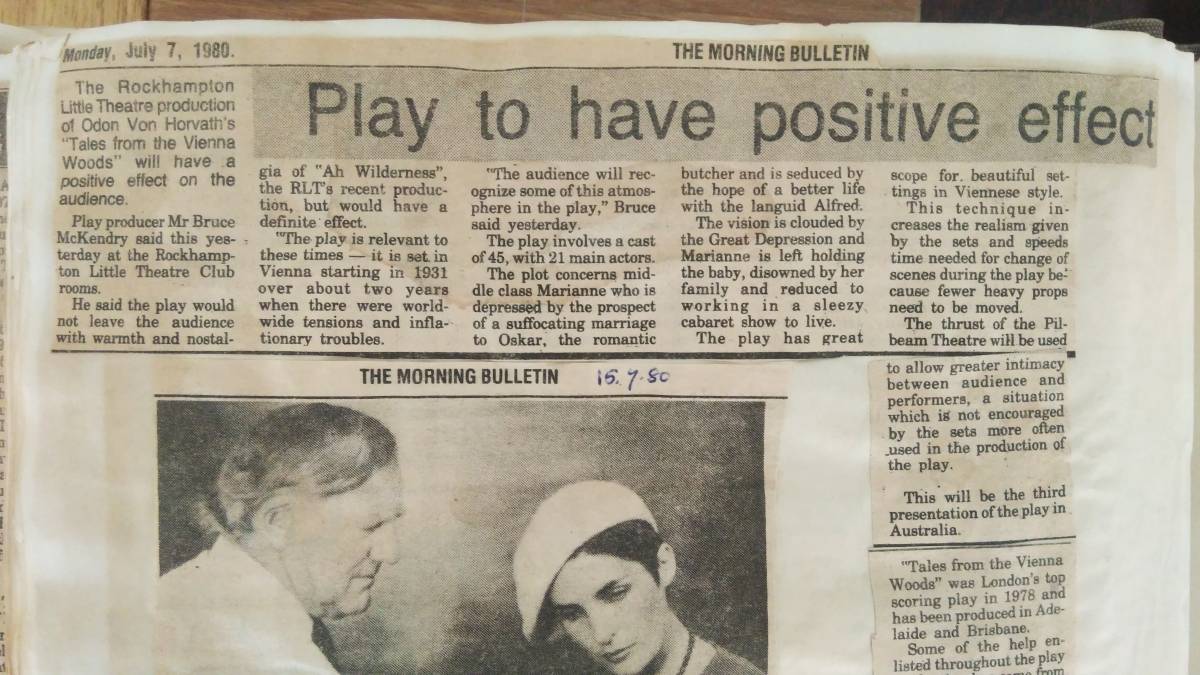 Monday, July 7, 1980.
THE MORNING BULLETIN
Play to have positive effect
The Rockhampton
Little Theatre production
of Odon Von Horvath's
"Tales from the Vienna
Woods" will have a
positive effect on the
audience.
Play producer Mr Bruce
McKendry said this yes-
terday at the Rockhamp-
ton Little Theatre Club
rooms.
He said the play would
not leave the audience
with warmth and nostal-
gia of "Ah Wilderness",
the RLT's recent produc-
tion, but would have a
definite effect.
"The play is relevant to
these times — it is set in
Vienna starting in 1931
over about two years
when there were world-
wide tensions and infla-
tionary troubles.
"The audience will rec-
ognize some of this atmos-
phere in the play," Bruce
said yesterday.
The play involves a cast
of 45, with 21 main actors.
The plot concerns mid-
dle class Marianne who is
depressed by the prospect
of a suffocating marriage
to Oskar, the romantic
butcher and is seduced by
the hope of a better life
with the languid Alfred.
The vision is clouded by
the Great Depression and
Marianne is left holding
the baby, disowned by her
family and reduced to
working in a sleezy
cabaret show to live.
The play has great
scope for beautiful set-
tings in Viennese style.
This technique in-
creases the realism given
by the sets and speeds
time needed for change of
scenes during the play be-
cause fewer heavy props
need to be moved.
The thrust of the Pil-
beam Theatre will be used
to allow greater intimacy
between audience and
performers, a situation
which is not encouraged
by the sets more often
used in the production of
the play.
This will be the third
presentation of the play in
Australia.
THE MORNING BULLETIN 15.7.80
"Tales from the Vienna
Woods" was London's top
scoring play in 1978 and
has been produced in Ade-
laide and Brisbane.
Some of the help en-
listed throughout the play
from